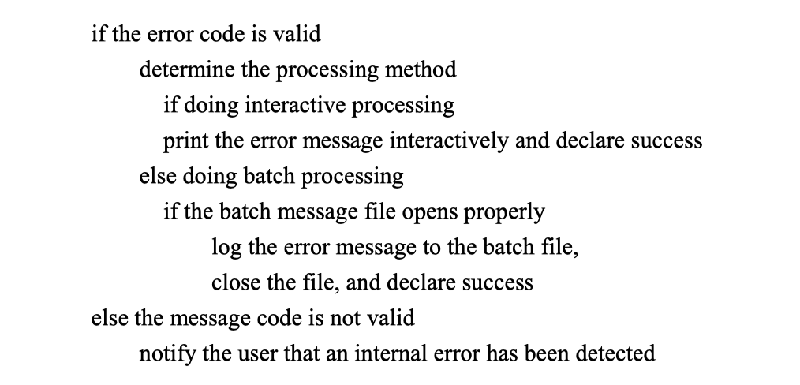 if the error code is valid
determine the processing method
if doing interactive processing
print the error message interactively and declare success
else doing batch processing
if the batch message file opens properly
log the error message to the batch file,
close the file, and declare success
else the message code is not valid
notify the user that an internal error has been detected